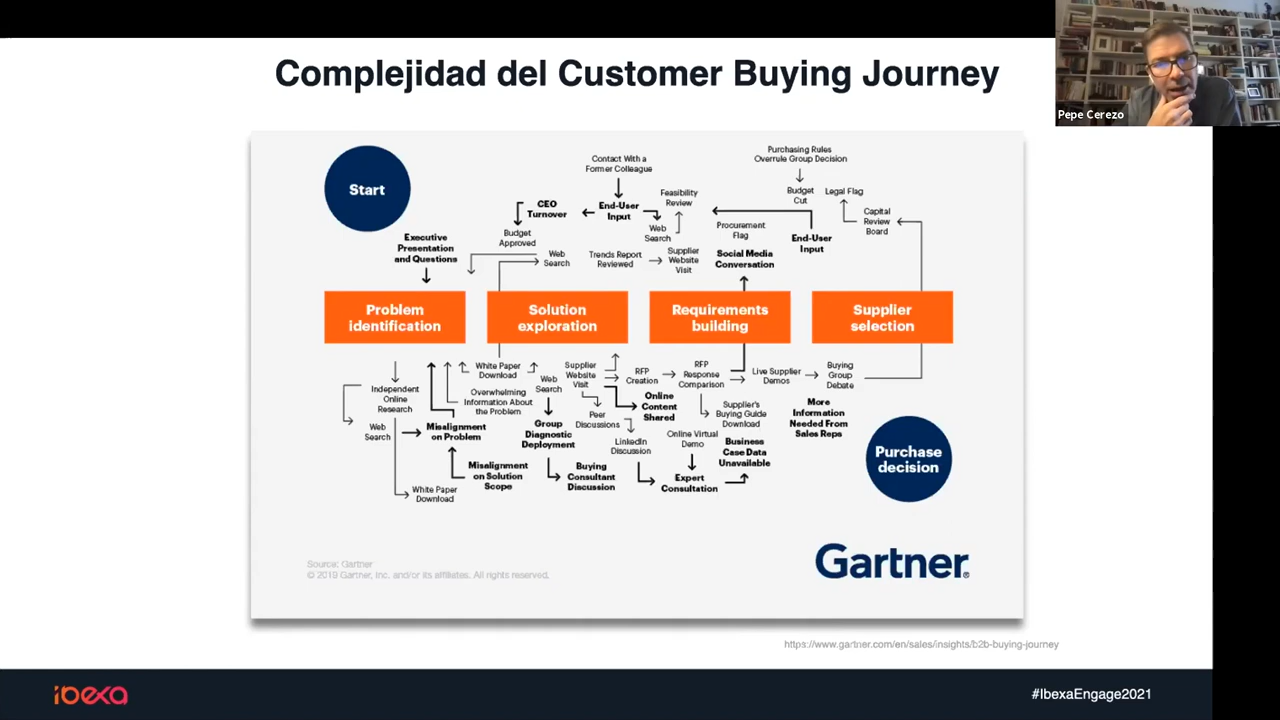 Complejidad del Customer Buying Journey
Pepe Cerezo
Start
Contact With a
Former Colleague
Purchasing Rules
Overrule Group Decision
CEO
Turnover
End-User
Input
Feasibility
Review
Budget
Cut
Legal Flag
Budget
Approved
Web
Search
Procurement
Flag
End-User
Input
Capital
Review
Board
Executive
Presentation
and Questions
Web
Search
Trends Report
Reviewed
Supplier
Website
Visit
Social Media
Conversation
Problem
identification
Solution
exploration
Requirements
building
Supplier
selection
Independent
Online
Research
White Paper
Download
Overwhelming
Information About
the Problem
Web
Search
Supplier
Website
Visit
RFP
Creation
RFP
Response
Comparison
Live Supplier
Demos
Buying
Group
Debate
Web
Search
Misalignment
on Problem
Group
Diagnostic
Deployment
Peer
Discussions
Online
Content
Shared
Supplier's
Buying Guide
Download
More
Information
Needed From
Sales Reps
LinkedIn
Discussion
Online Virtual
Demo
Business
Case Data
Unavailable
Misalignment
on Solution
Scope
Buying
Consultant
Discussion
Expert
Consultation
White Paper
Download
Purchase
decision
Source: Gartner
© 2019 Gartner, Inc. and/or its affiliates. All rights reserved.
Gartner®
https://www.gartner.com/en/sales/insights/b2b-buying-journey
ibexa
#IbexaEngage2021